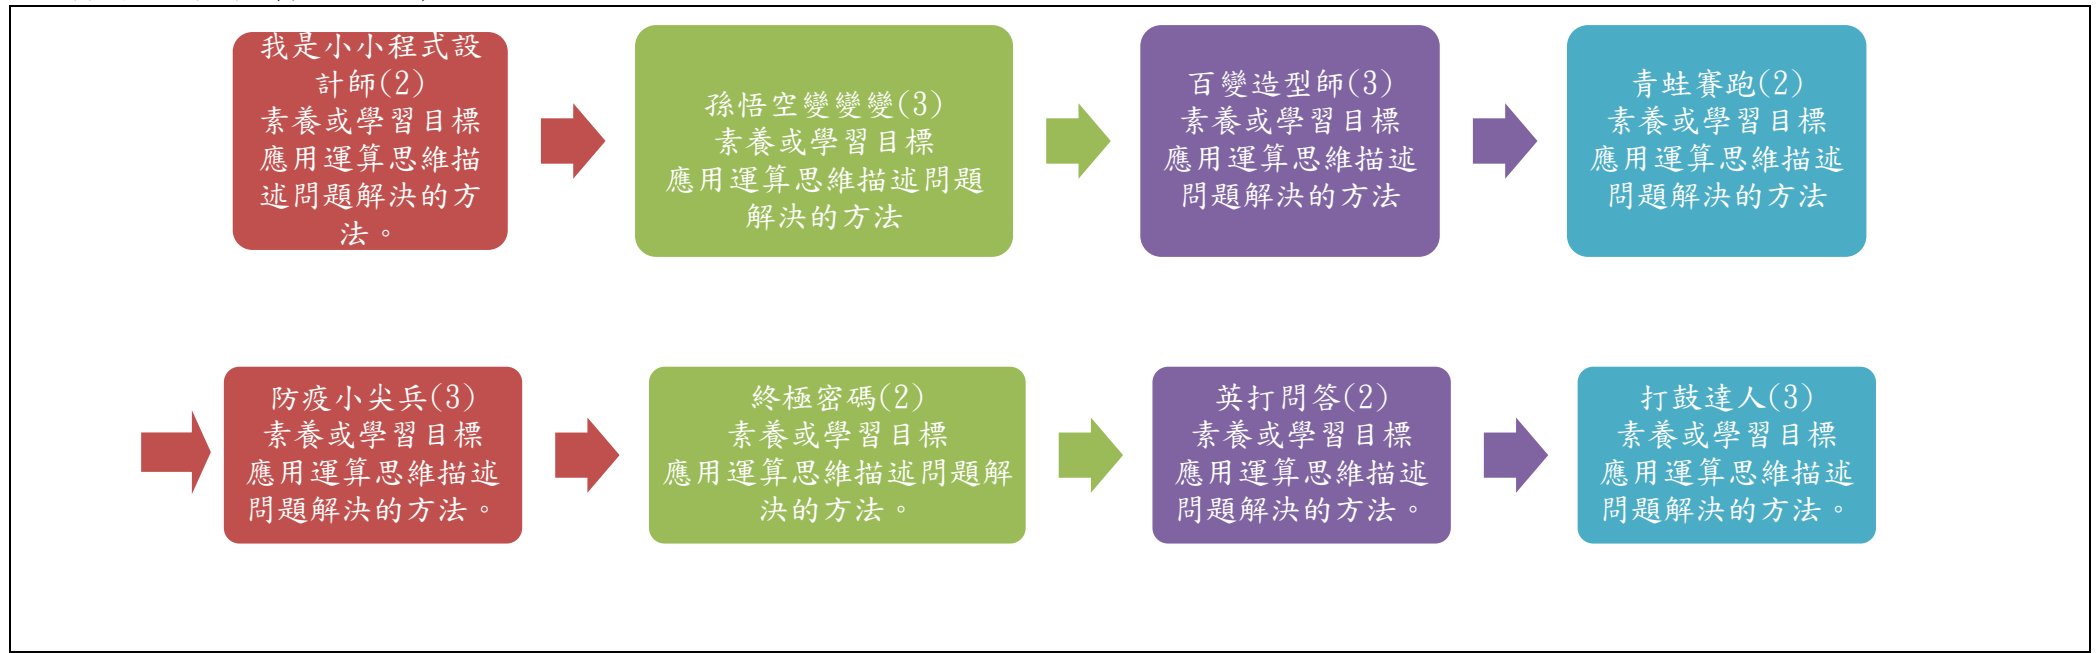 我是小小程式設
計師(2)
素養或學習目標
應用運算思維描
述問題解決的方
法。
孫悟空變變變(3)
素養或學習目標
應用運算思維描述問題
解決的方法
百變造型師(3)
素養或學習目標
應用運算思維描述
問題解決的方法
青蛙賽跑(2)
素養或學習目標
應用運算思維描述
問題解決的方法
防疫小尖兵(3)
素養或學習目標
應用運算思維描述
問題解決的方法。
終極密碼(2)
素養或學習目標
應用運算思維描述問題解
決的方法。
英打問答(2)
素養或學習目標
應用運算思維描述
問題解決的方法。
打鼓達人(3)
素養或學習目標
應用運算思維描述
問題解決的方法。